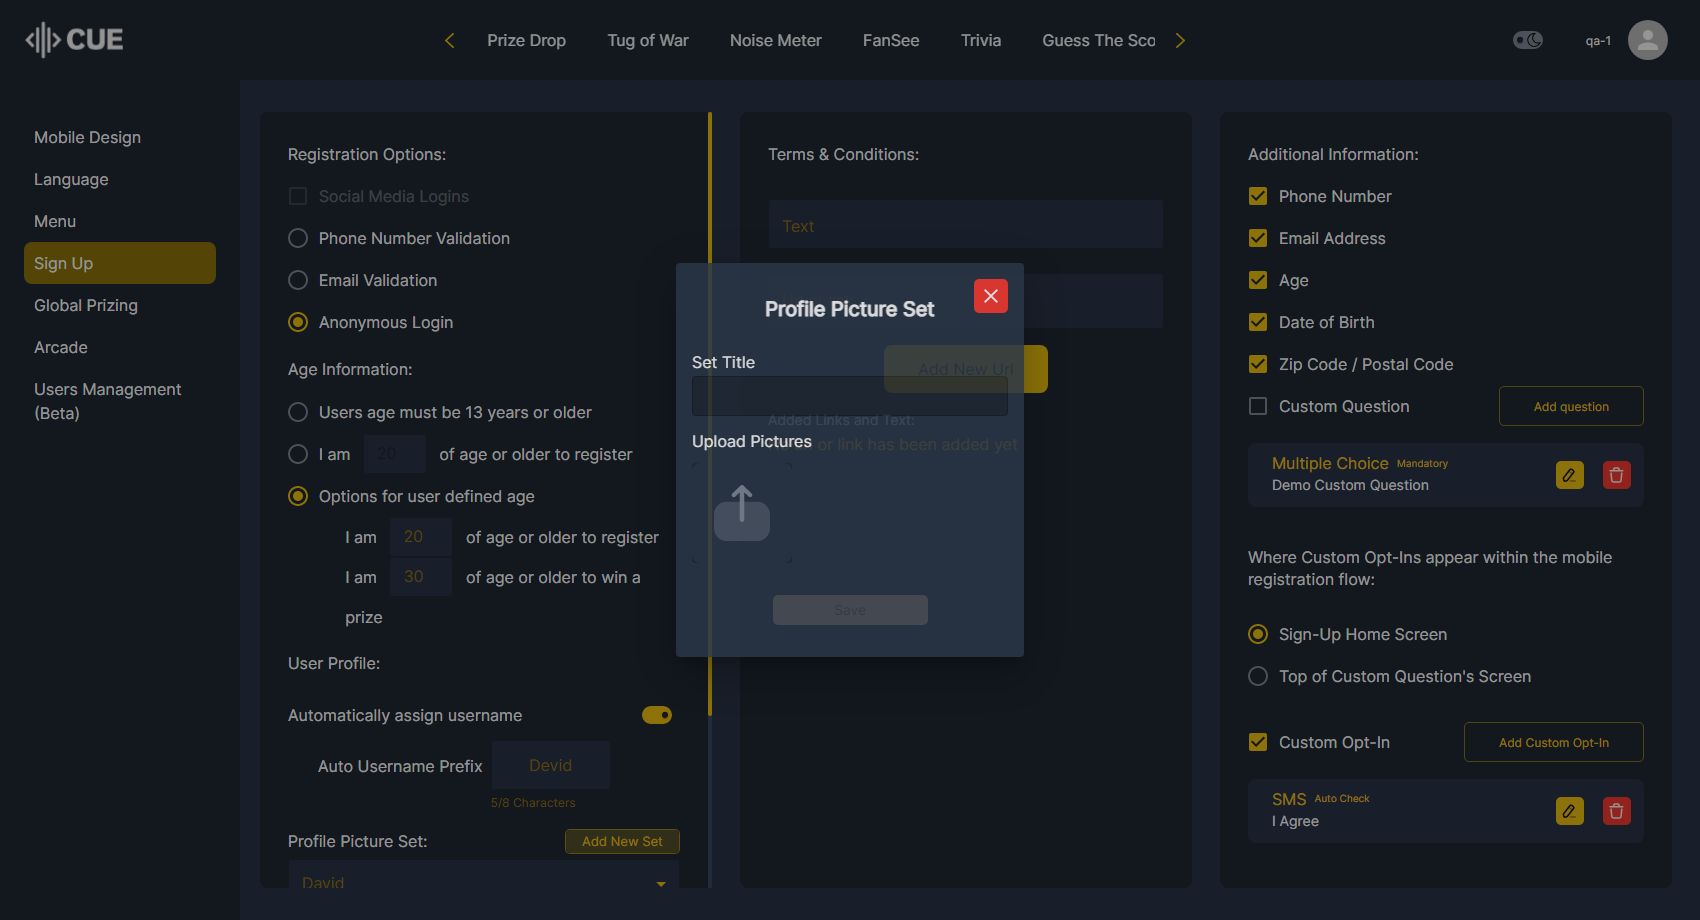 CUE
Prize Drop
Tug of War
Noise Meter
FanSee
Trivia
Guess The Sco
qa-1
Mobile Design
Language
Menu
Sign Up
Global Prizing
Arcade
Users Management
(Beta)
Registration Options:
Social Media Logins
Phone Number Validation
Email Validation
Anonymous Login
Age Information:
Users age must be 13 years or older
I am 20 of age or older to register
Options for user defined age
I am 20 of age or older to register
I am 30 of age or older to win a
prize
User Profile:
Automatically assign username
Auto Username Prefix Devid
5/8 Characters
Profile Picture Set: Add New Set
David
Terms & Conditions:
Text
Add New Url
Added Links and Text:
or link has been added yet
Profile Picture Set
Set Title
Upload Pictures
Save
Additional Information:
Phone Number
Email Address
Age
Date of Birth
Zip Code / Postal Code
Custom Question Add question
Multiple Choice Mandatory
Demo Custom Question
Where Custom Opt-Ins appear within the mobile
registration flow:
Sign-Up Home Screen
Top of Custom Question's Screen
Custom Opt-In Add Custom Opt-In
SMS Auto Check
I Agree